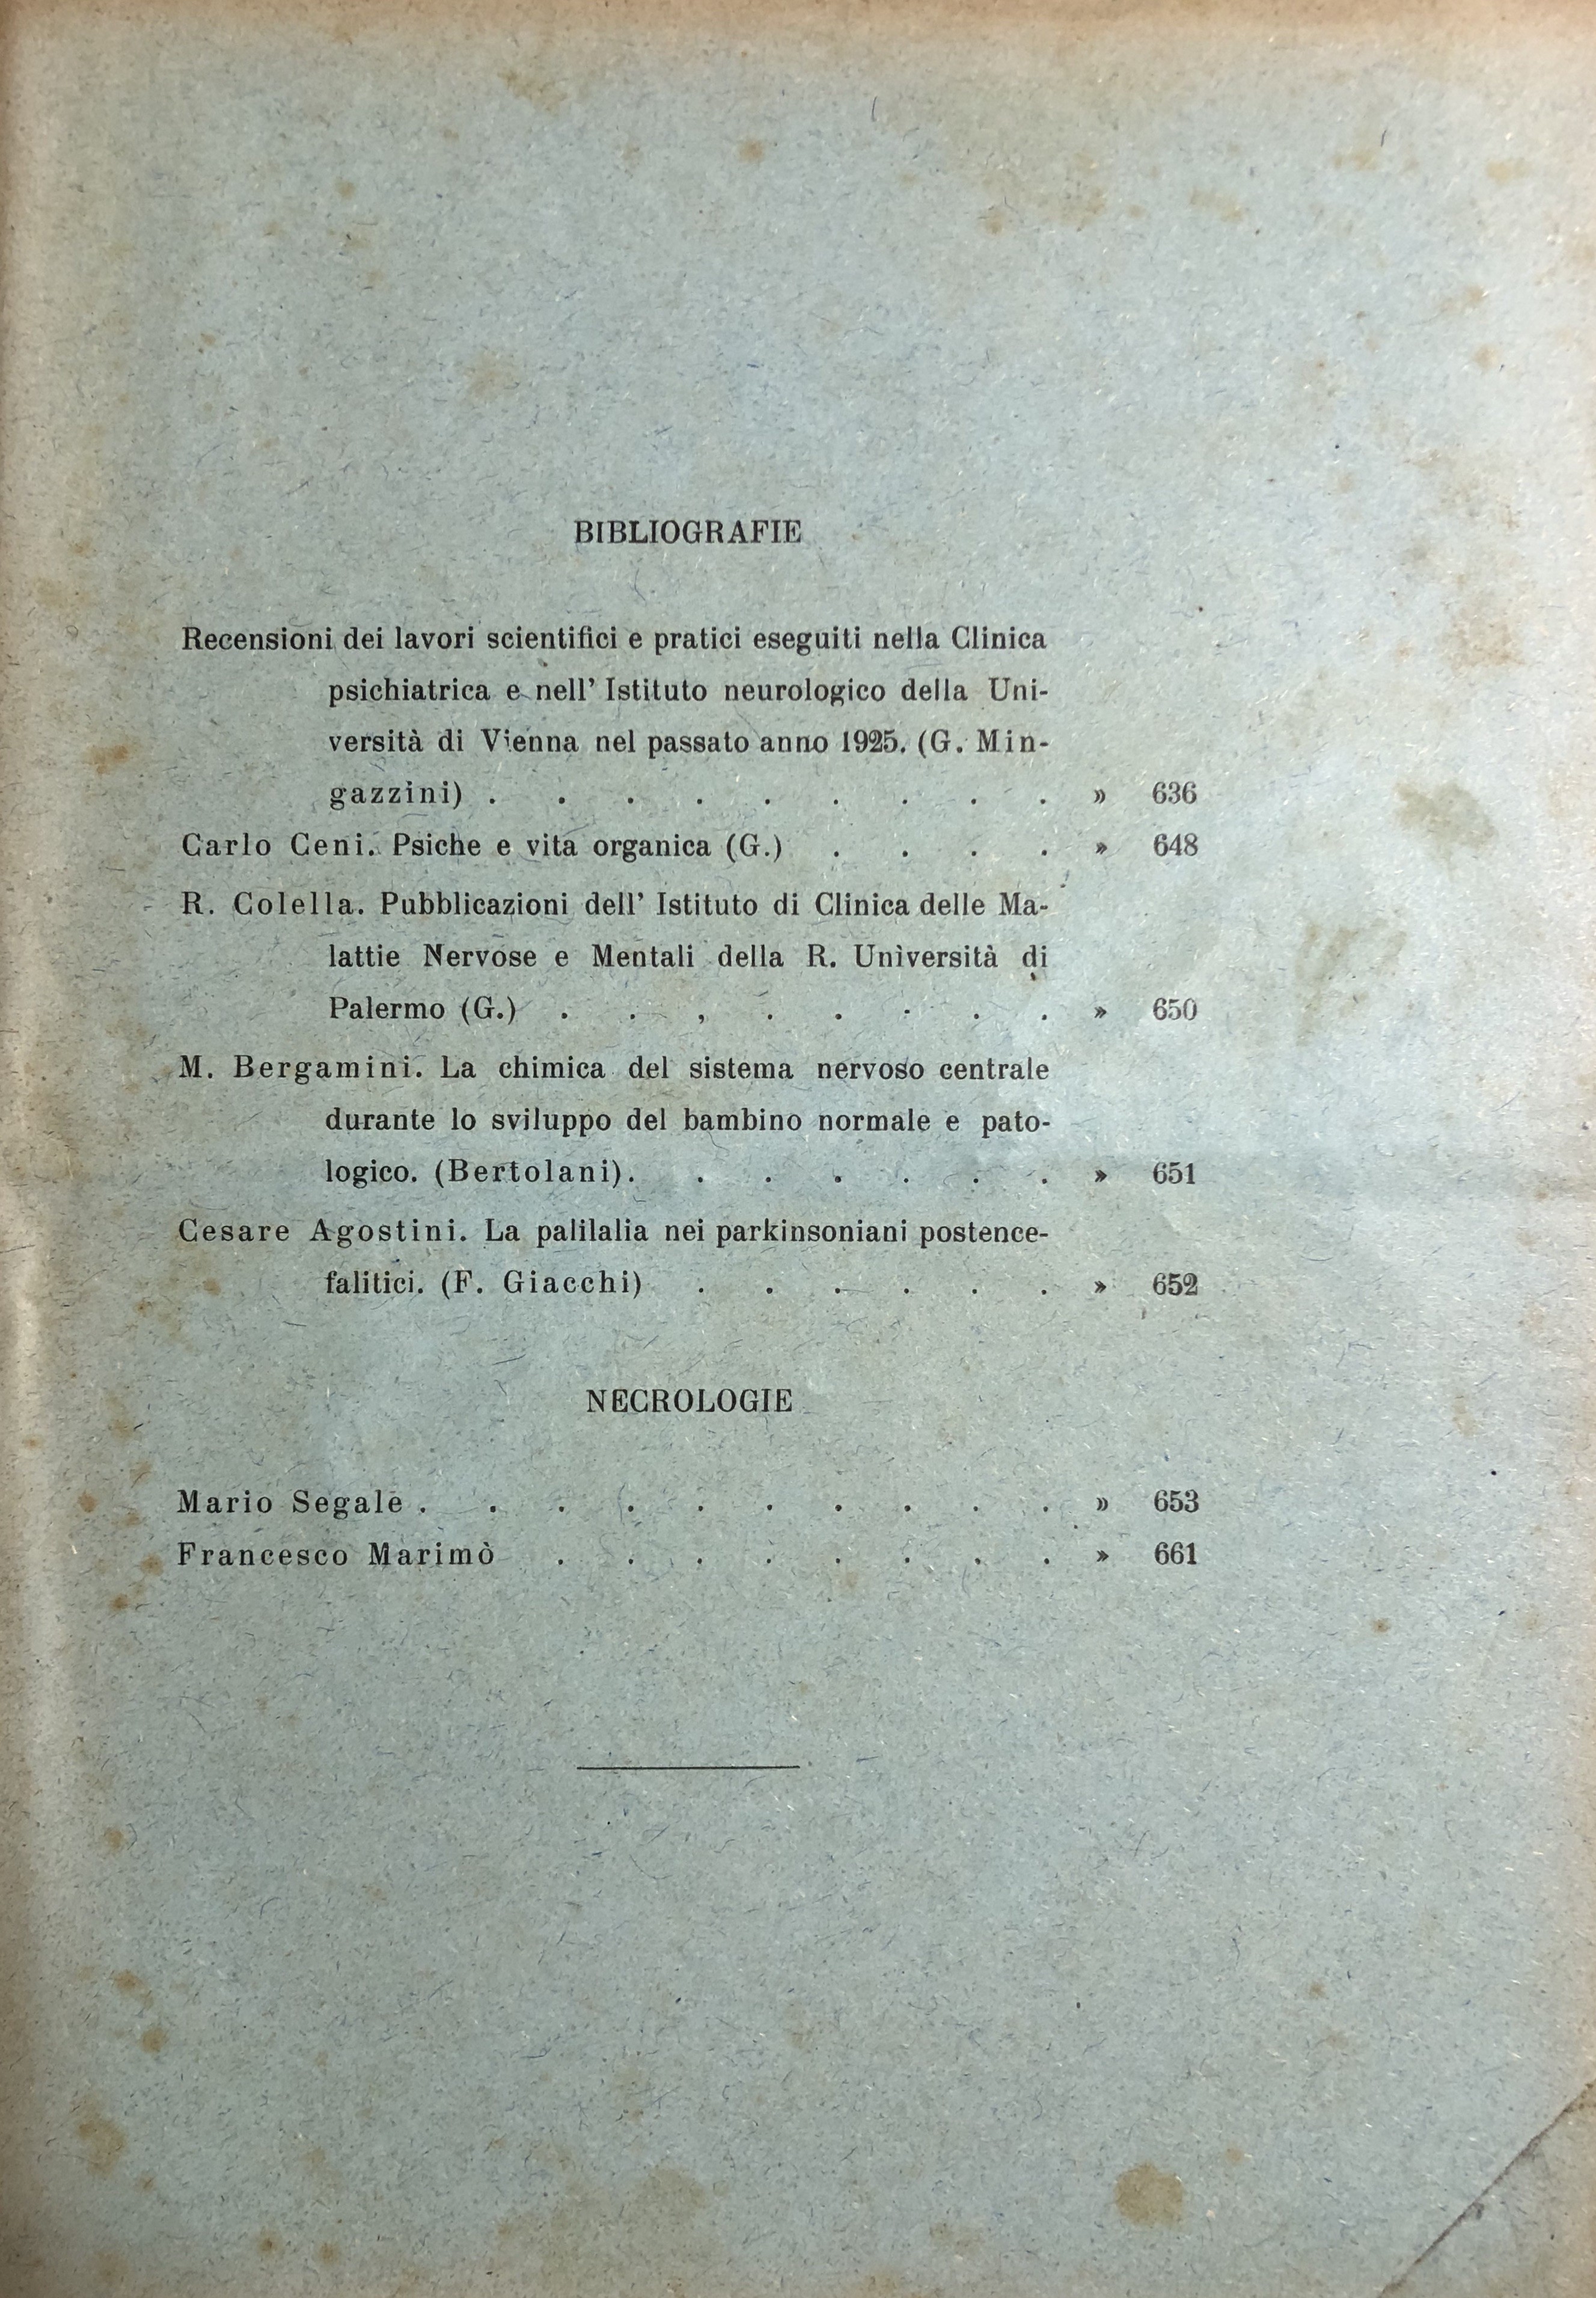 BIBLIOGRAFIE
Recensioni dei lavori scientifici e pratici eseguiti nella Clinica
psichiatrica e nell' Istituto neurologico della Uni-
versità di Vienna nel passato anno 1925. (G. Min-
gazzini) . . . . . . . . . » 636
Carlo Ceni. Psiche e vita organica (G.) . . . . » 648
R. Colella. Pubblicazioni dell' Istituto di Clinica delle Ma-
lattie Nervose e Mentali della R. Università di
Palermo (G.) . . , . . . . . » 650
M. Bergamini. La chimica del sistema nervoso centrale
durante lo sviluppo del bambino normale e pato-
logico. (Bertolani). . . . . . . » 651
Cesare Agostini. La palilalia nei parkinsoniani postence-
falitici. (F. Giacchi) . . . . . . » 652
NECROLOGIE
Mario Segale . . . . . . . . . . » 653
Francesco Marimò . . . . . . . . » 661